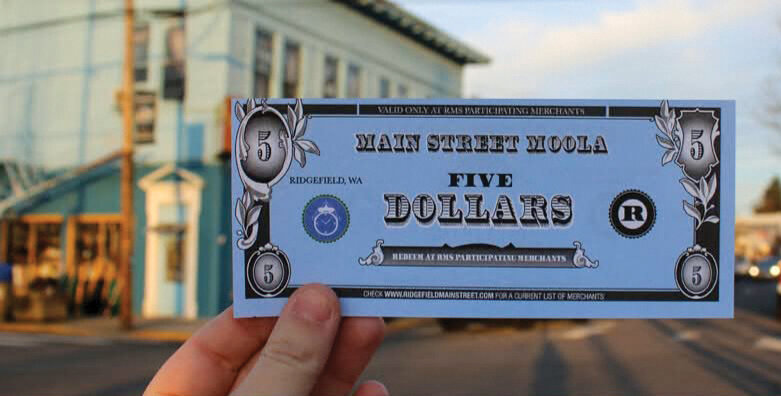 VALID ONLY AT RMS PARTICIPATING MERCHANTS
5
5
MAIN STREET MOOLA
RIDGEFIELD, WA
FIVE
DOLLARS
R
REDEEM AT RMS PARTICIPATING MERCHANTS
5
5
CHECK WWW.RIDGEFIELDMAINSTREET.COM FOR A CURRENT LIST OF MERCHANTS